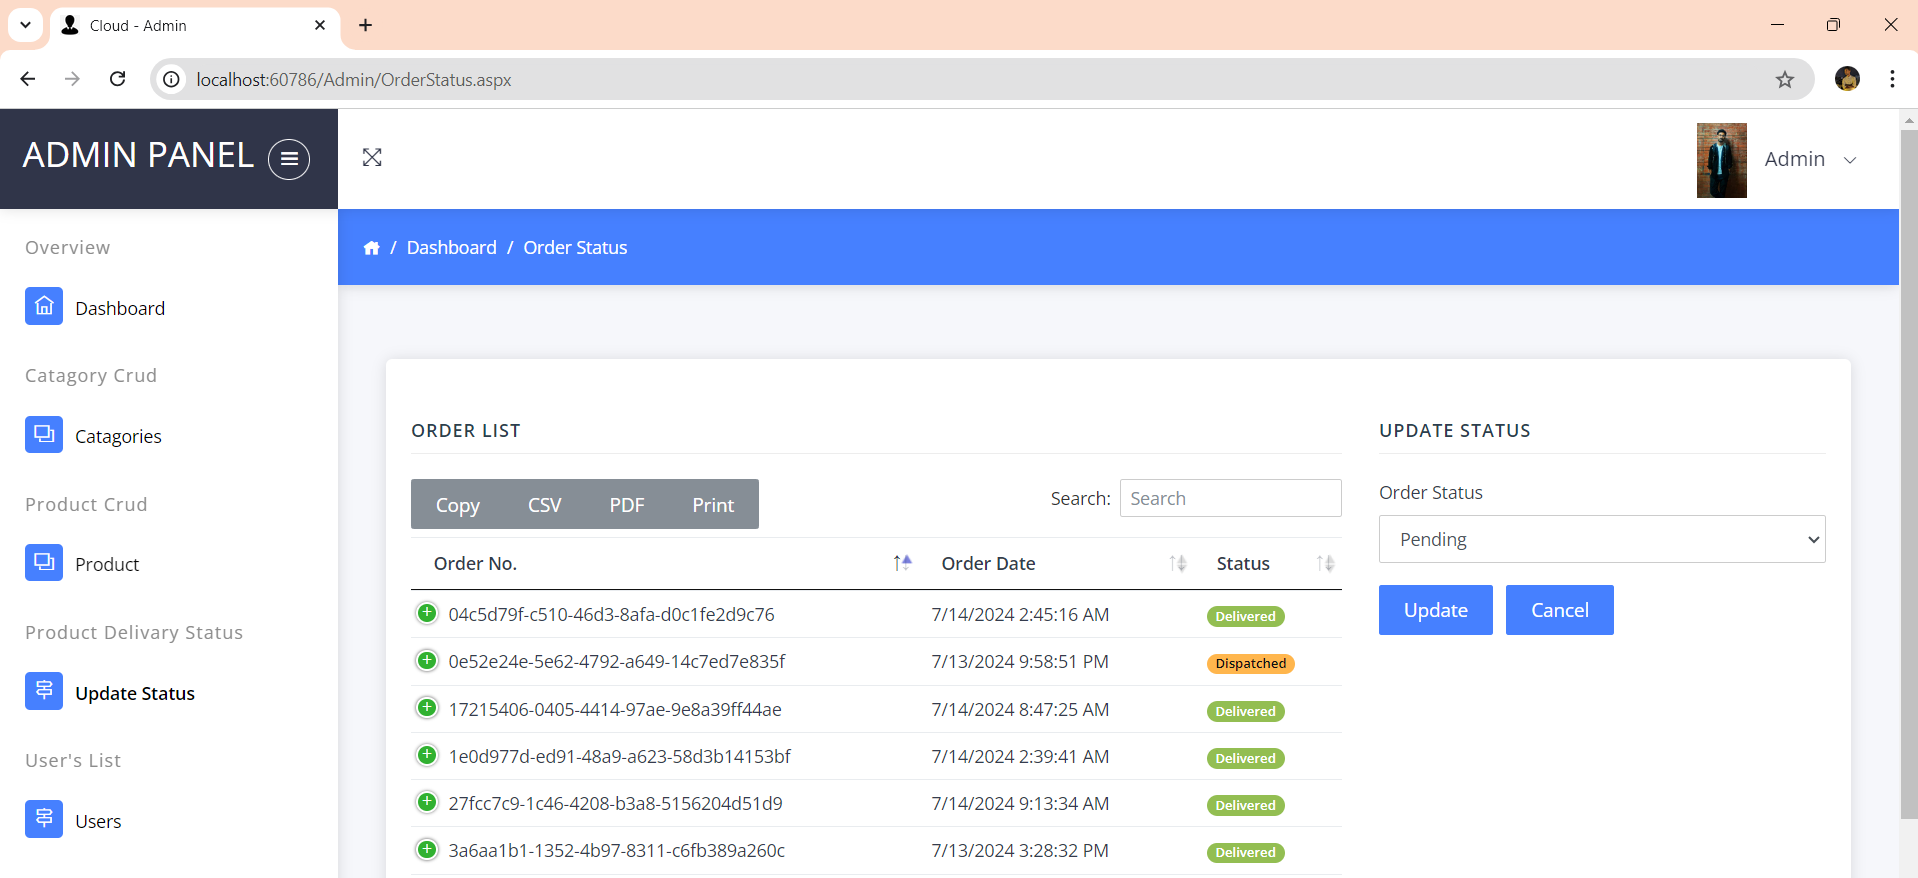 Cloud - Admin
localhost:60786/Admin/OrderStatus.aspx
ADMIN PANEL
Admin
/ Dashboard / Order Status
Overview
Dashboard
Catagory Crud
Catagories
Product Crud
Product
Product Delivary Status
Update Status
User's List
Users
ORDER LIST
Copy CSV PDF Print
Search: Search
Order No. Order Date Status
04c5d79f-c510-46d3-8afa-d0c1fe2d9c76 7/14/2024 2:45:16 AM Delivered
0e52e24e-5e62-4792-a649-14c7ed7e835f 7/13/2024 9:58:51 PM Dispatched
17215406-0405-4414-97ae-9e8a39ff44ae 7/14/2024 8:47:25 AM Delivered
1e0d977d-ed91-48a9-a623-58d3b14153bf 7/14/2024 2:39:41 AM Delivered
27fcc7c9-1c46-4208-b3a8-5156204d51d9 7/14/2024 9:13:34 AM Delivered
3a6aa1b1-1352-4b97-8311-c6fb389a260c 7/13/2024 3:28:32 PM Delivered
UPDATE STATUS
Order Status
Pending
Update Cancel